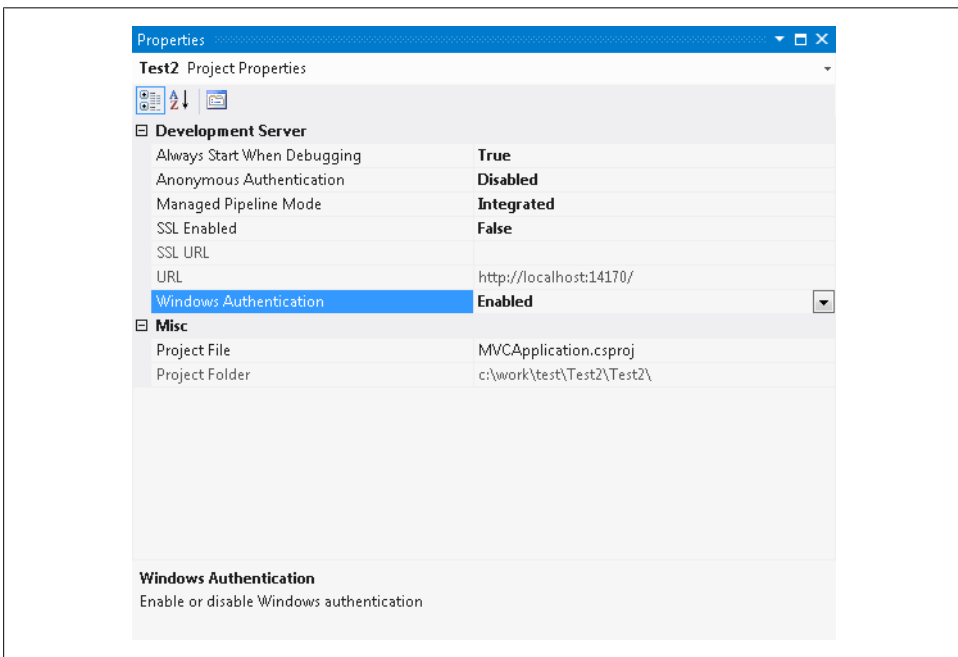 Properties
Test2 Project Properties
Development Server
Always Start When Debugging True
Anonymous Authentication Disabled
Managed Pipeline Mode Integrated
SSL Enabled False
SSL URL
URL http://localhost:14170/
Windows Authentication Enabled
Misc
Project File MVCApplication.csproj
Project Folder c:\work\test\Test2\Test2\
Windows Authentication
Enable or disable Windows authentication